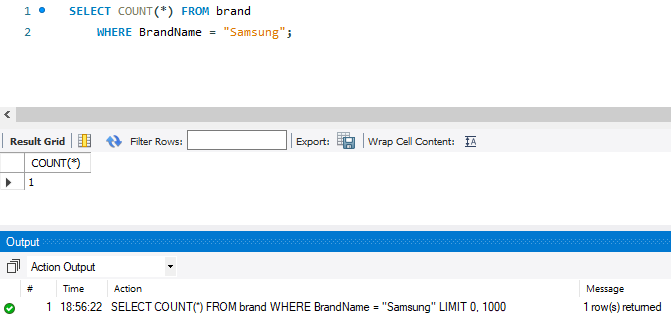 1 SELECT COUNT(*) FROM brand
2 WHERE BrandName = "Samsung";
Result Grid Filter Rows: Export: Wrap Cell Content: IA
COUNT(*)
1
Output
Action Output
# Time Action Message
1 18:56:22 SELECT COUNT(*) FROM brand WHERE BrandName = "Samsung" LIMIT 0, 1000 1 row(s) returned